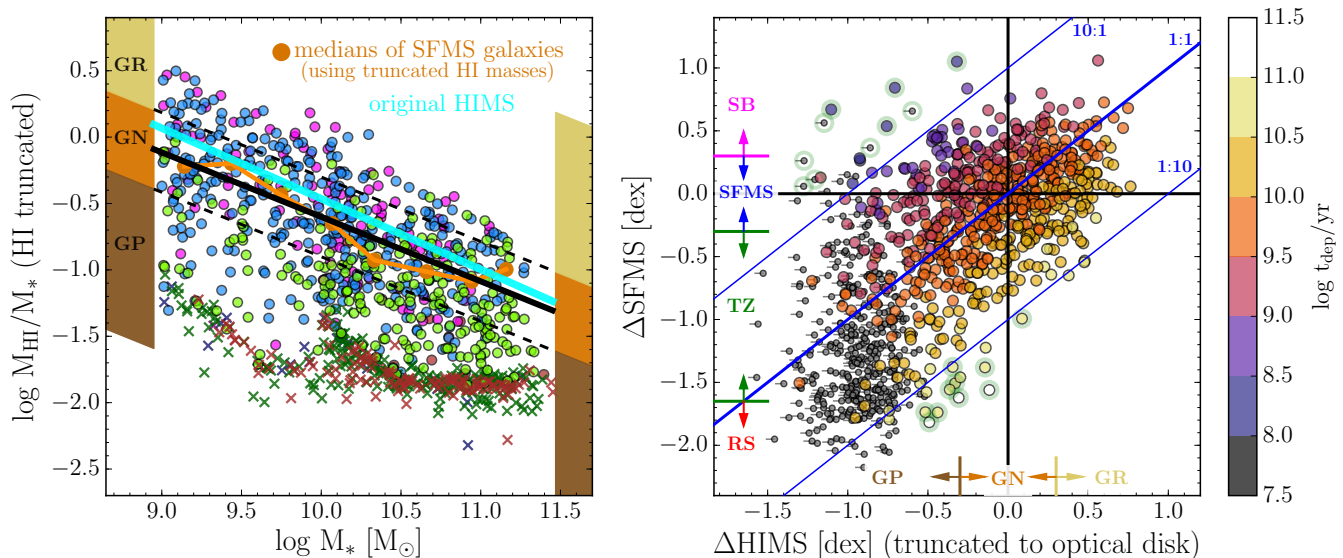 GR
GN
GP
medians of SFMS galaxies
(using truncated HI masses)
original HIMS
0.5
0.0
−0.5
−1.0
−1.5
−2.0
−2.5
log M_HI/M_* (HI truncated)
9.0 9.5 10.0 10.5 11.0 11.5
log M_* [M_⊙]
10:1
1:1
1:10
SB
SFMS
TZ
RS
GP GN GR
1.0
0.5
0.0
−0.5
−1.0
−1.5
−2.0
ΔSFMS [dex]
−1.5 −1.0 −0.5 0.0 0.5 1.0
ΔHIMS [dex] (truncated to optical disk)
11.5
11.0
10.5
10.0
9.5
9.0
8.5
8.0
7.5
log t_dep/yr